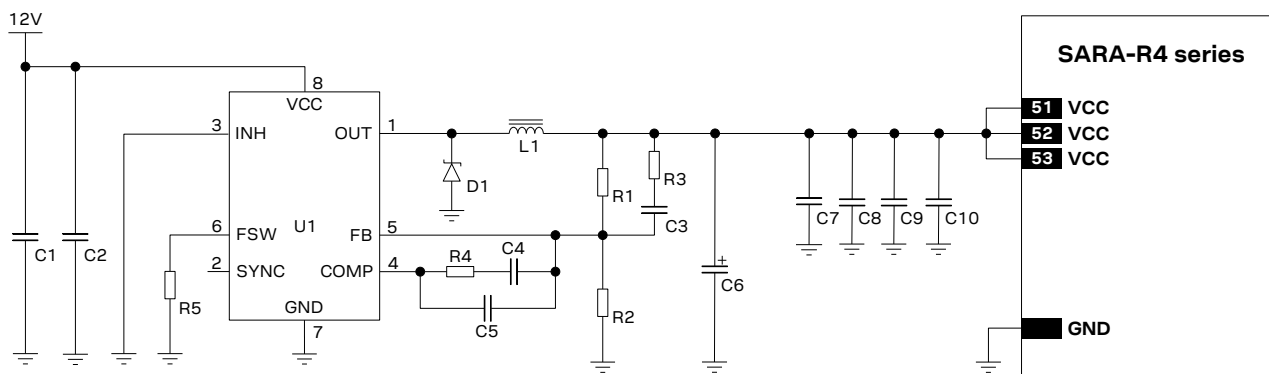 12V
SARA-R4 series
8
VCC
51 VCC
3 INH OUT 1
52 VCC
L1
53 VCC
R3
D1
R1
C7 C8 C9 C10
C3
6 FSW U1 FB 5
C1 C2
C4
R4
2 SYNC COMP 4
+
C6
R5
GND
R2
C5
7
GND